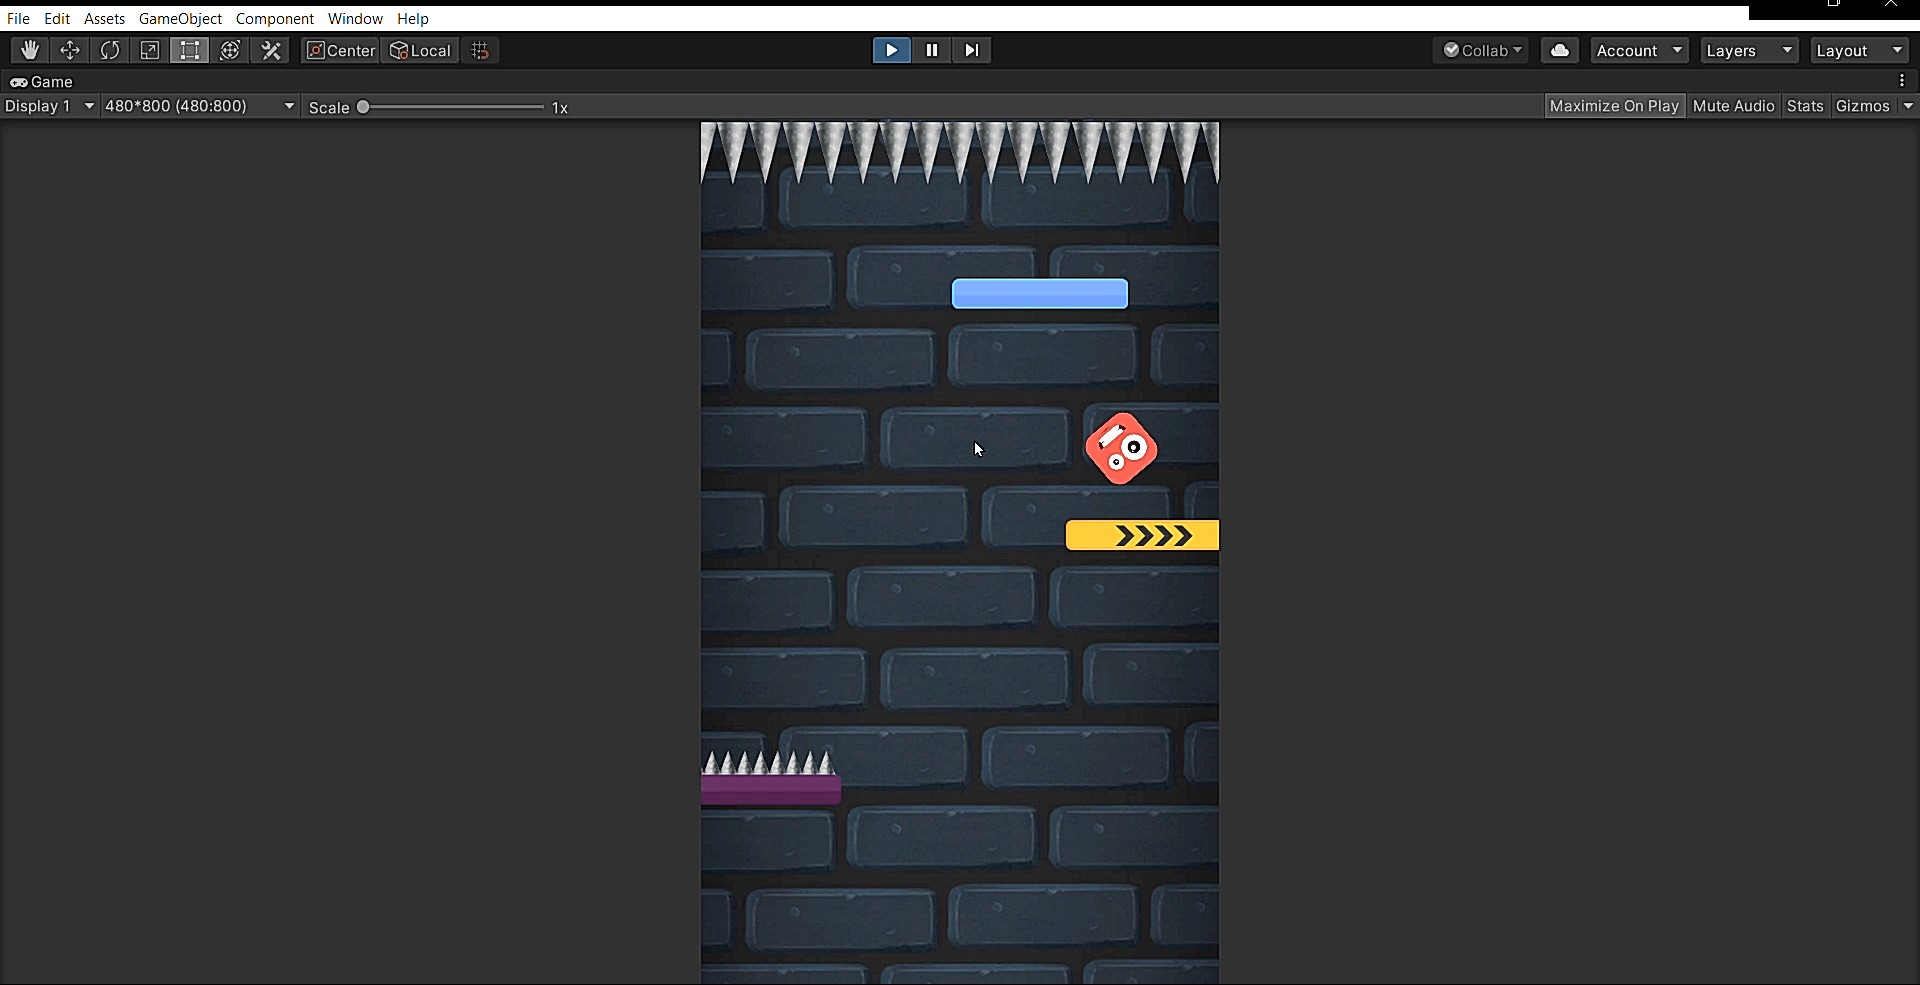 File Edit Assets GameObject Component Window Help
Center Local Collab Account Layers Layout
Game
Display 1 480*800 (480:800) Scale 1x Maximize On Play Mute Audio Stats Gizmos